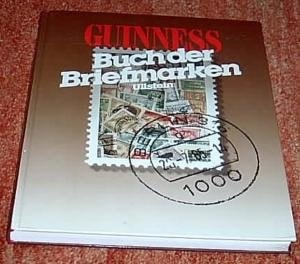 GUINNESS
Buch der
Briefmarken
Ullstein
1000